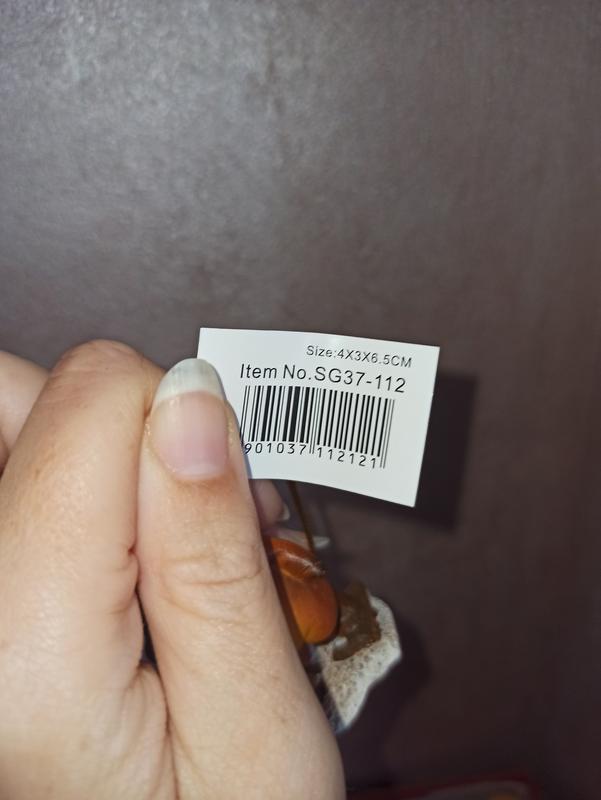 Size:4X3X6.5CM
Item No.SG37-112
901037 112121